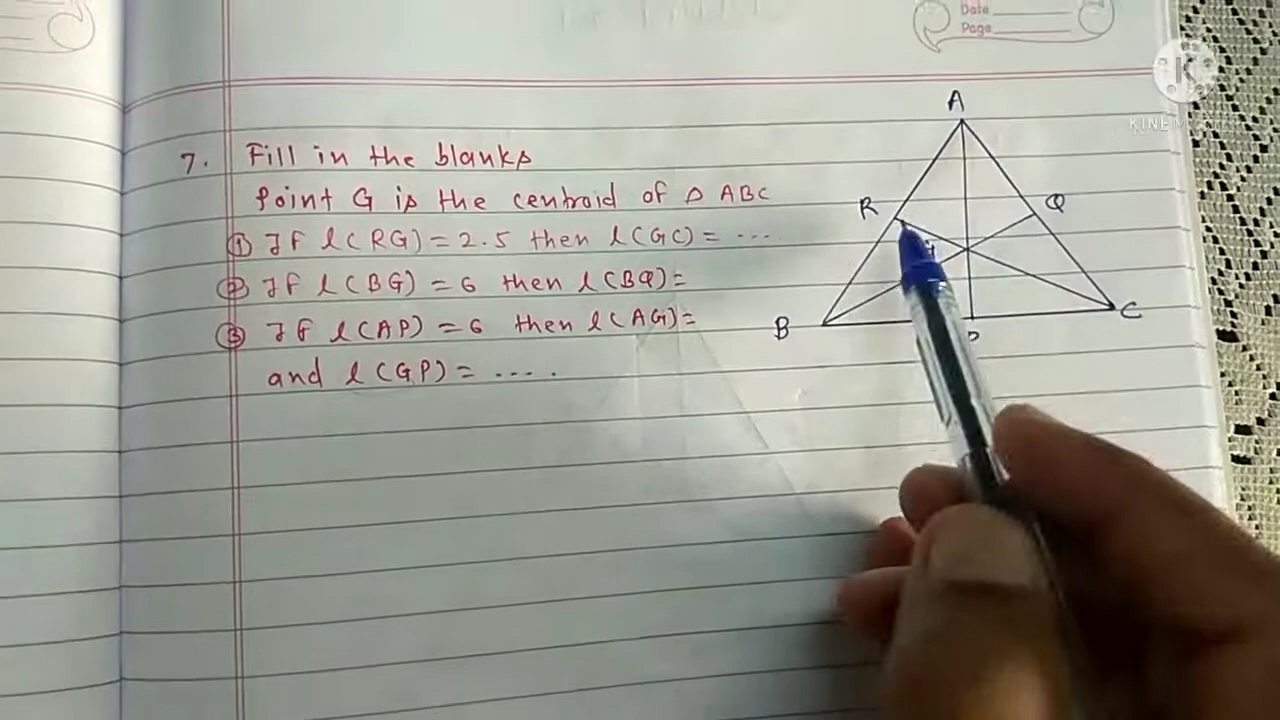 Date
Page
K
KINEM
7. Fill in the blanks
Point G is the centroid of Δ ABC
① If l(RG) = 2.5 then l(GC) = ....
② If l(BG) = 6 then l(BQ) =
③ If l(AP) = 6 then l(AG) =
and l(GP) = ....
A
R
Q
B
C
P